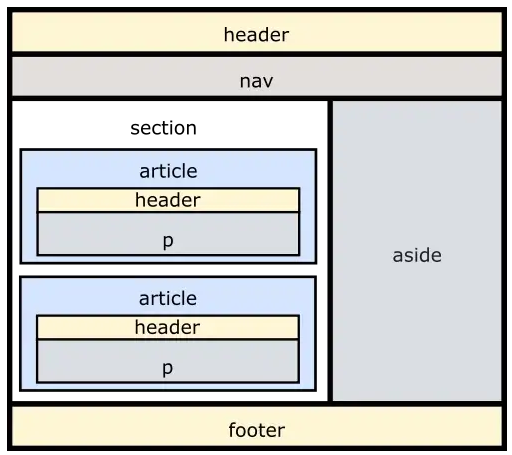 header
nav
section
article
header
p
article
header
p
aside
footer